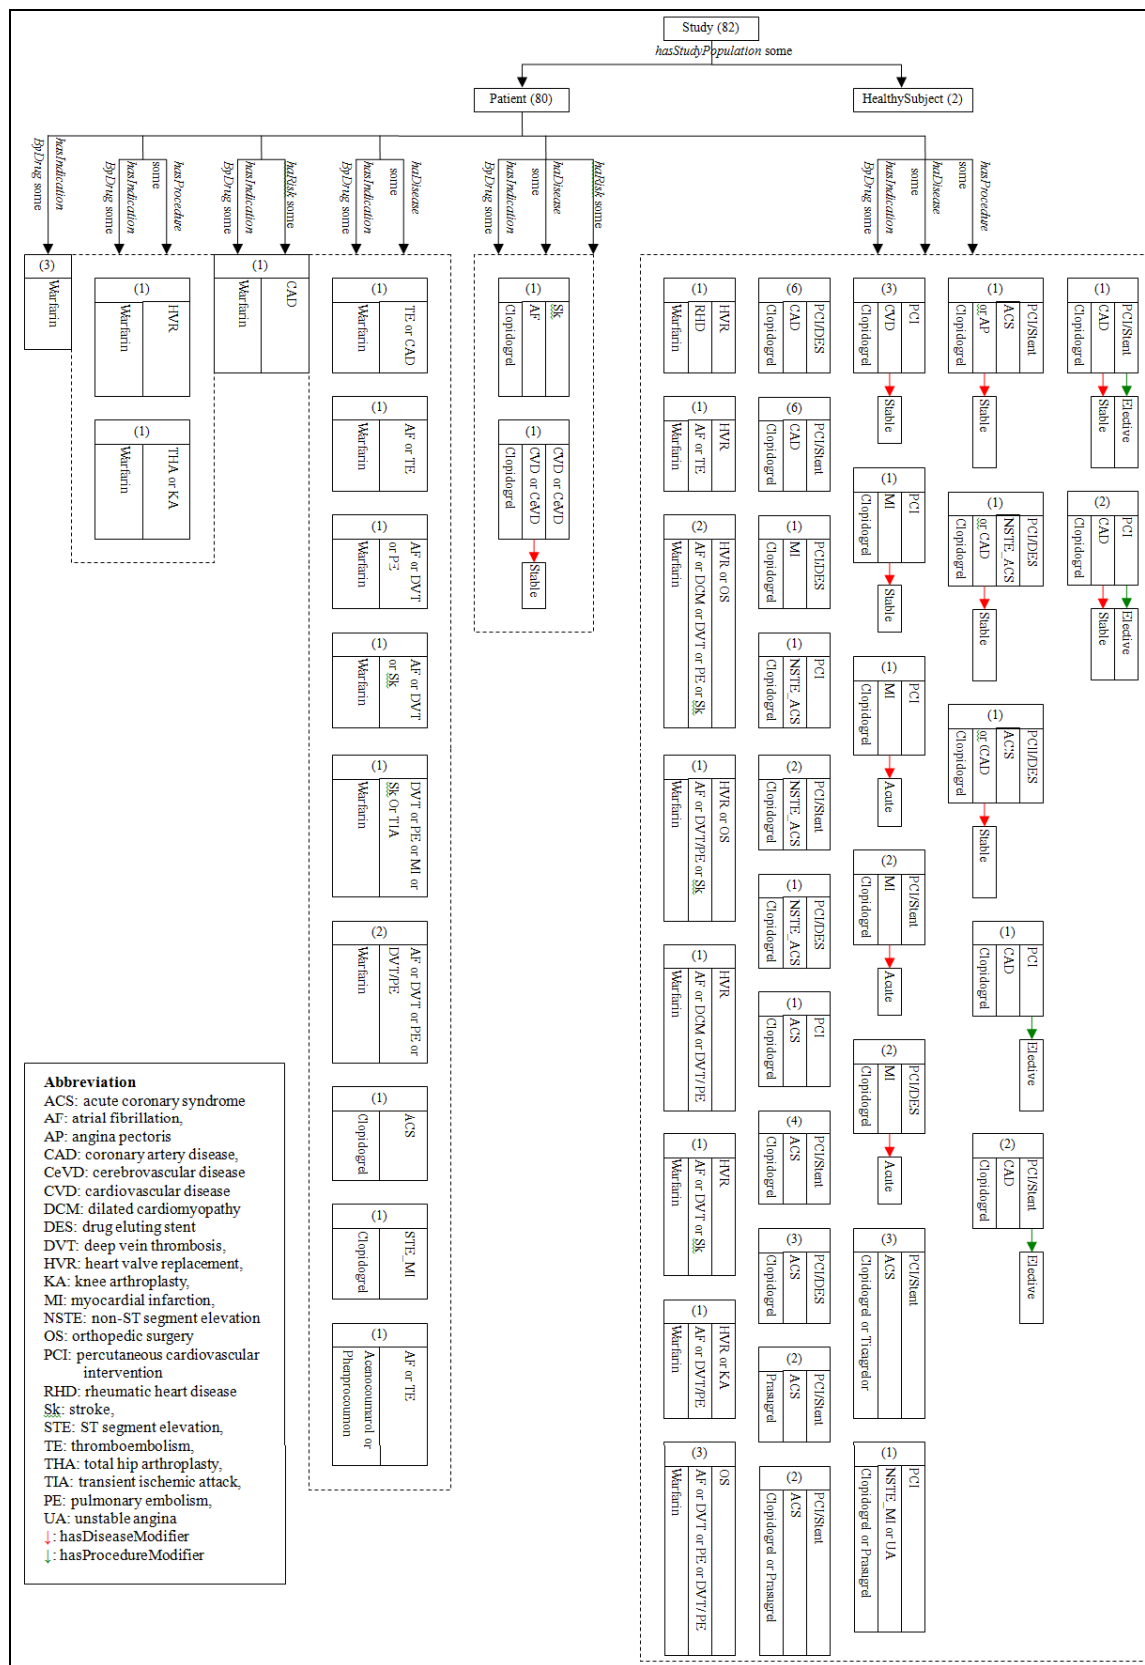 Study (82)
hasStudyPopulation some
Patient (80)
HealthySubject (2)
hasIndication
ByDrug some
hasProcedure
some
hasIndication
ByDrug some
haRisk some
hasIndication
ByDrug some
haDisease
some
hasIndication
ByDrug some
haRisk some
haDisease
some
hasIndication
ByDrug some
hasProcedure
some
haDisease
some
hasIndication
ByDrug some
(3)
Warfarin
(1)
HVR
Warfarin
(1)
THA or KA
Warfarin
(1)
CAD
Warfarin
(1)
TE or CAD
Warfarin
(1)
AF or TE
Warfarin
(1)
AF or DVT
or PE
Warfarin
(1)
AF or DVT
or Sk
Warfarin
(1)
DVT or PE or MI or
Sk Or TIA
Warfarin
(2)
AF or DVT or PE or
DVT/PE
Warfarin
(1)
ACS
Clopidogrel
(1)
STE_MI
Clopidogrel
(1)
AF or TE
Acenocoumarol or
Phenprocoumon
(1)
Sk
AF
Clopidogrel
(1)
CVD or CeVD
CVD or CeVD
Clopidogrel
Stable
(1)
HVR
RHD
Warfarin
(1)
HVR
AF or TE
Warfarin
(2)
HVR or OS
AF or DCM or DVT or PE or Sk
Warfarin
(1)
HVR or OS
AF or DVT/PE or Sk
Warfarin
(1)
HVR
AF or DCM or DVT/PE
Warfarin
(1)
HVR
AF or DVT or Sk
Warfarin
(1)
HVR or KA
AF or DVT/PE
Warfarin
(3)
OS
AF or DVT or PE or DVT/PE
Warfarin
(6)
PCI/DES
CAD
Clopidogrel
(6)
PCI/Stent
CAD
Clopidogrel
(1)
PCI/DES
MI
Clopidogrel
(1)
PCI
NSTE_ACS
Clopidogrel
(2)
PCI/Stent
NSTE_ACS
Clopidogrel
(1)
PCI/DES
NSTE_ACS
Clopidogrel
(1)
PCI
ACS
Clopidogrel
(4)
PCI/Stent
ACS
Clopidogrel
(3)
PCI/DES
ACS
Clopidogrel
(2)
PCI/Stent
ACS
Prasugrel
(2)
PCI/Stent
ACS
Clopidogrel or Prasugrel
(3)
PCI
CVD
Clopidogrel
Stable
(1)
PCI
MI
Clopidogrel
Stable
(1)
PCI
MI
Clopidogrel
Acute
(2)
PCI/Stent
MI
Clopidogrel
Acute
(2)
PCI/DES
MI
Clopidogrel
Acute
(3)
PCI/Stent
ACS
Clopidogrel or Ticagrelor
(1)
PCI
NSTE_MI or UA
Clopidogrel or Prasugrel
(1)
PCI/Stent
ACS
or AP
Clopidogrel
Stable
(1)
PCI/DES
NSTE_ACS
or CAD
Clopidogrel
Stable
(1)
PCI/DES
ACS
or CAD
Clopidogrel
Stable
(1)
PCI
CAD
Clopidogrel
Elective
(2)
PCI/Stent
CAD
Clopidogrel
Elective
(1)
PCI/Stent
CAD
Clopidogrel
Elective
Stable
(2)
PCI
CAD
Clopidogrel
Elective
Stable
Abbreviation
ACS: acute coronary syndrome
AF: atrial fibrillation,
AP: angina pectoris
CAD: coronary artery disease,
CeVD: cerebrovascular disease
CVD: cardiovascular disease
DCM: dilated cardiomyopathy
DES: drug eluting stent
DVT: deep vein thrombosis,
HVR: heart valve replacement,
KA: knee arthroplasty,
MI: myocardial infarction,
NSTE: non-ST segment elevation
OS: orthopedic surgery
PCI: percutaneous cardiovascular
intervention
RHD: rheumatic heart disease
Sk: stroke,
STE: ST segment elevation,
TE: thromboembolism,
THA: total hip arthroplasty,
TIA: transient ischemic attack,
PE: pulmonary embolism,
UA: unstable angina
↓: hasDiseaseModifier
↓: hasProcedureModifier